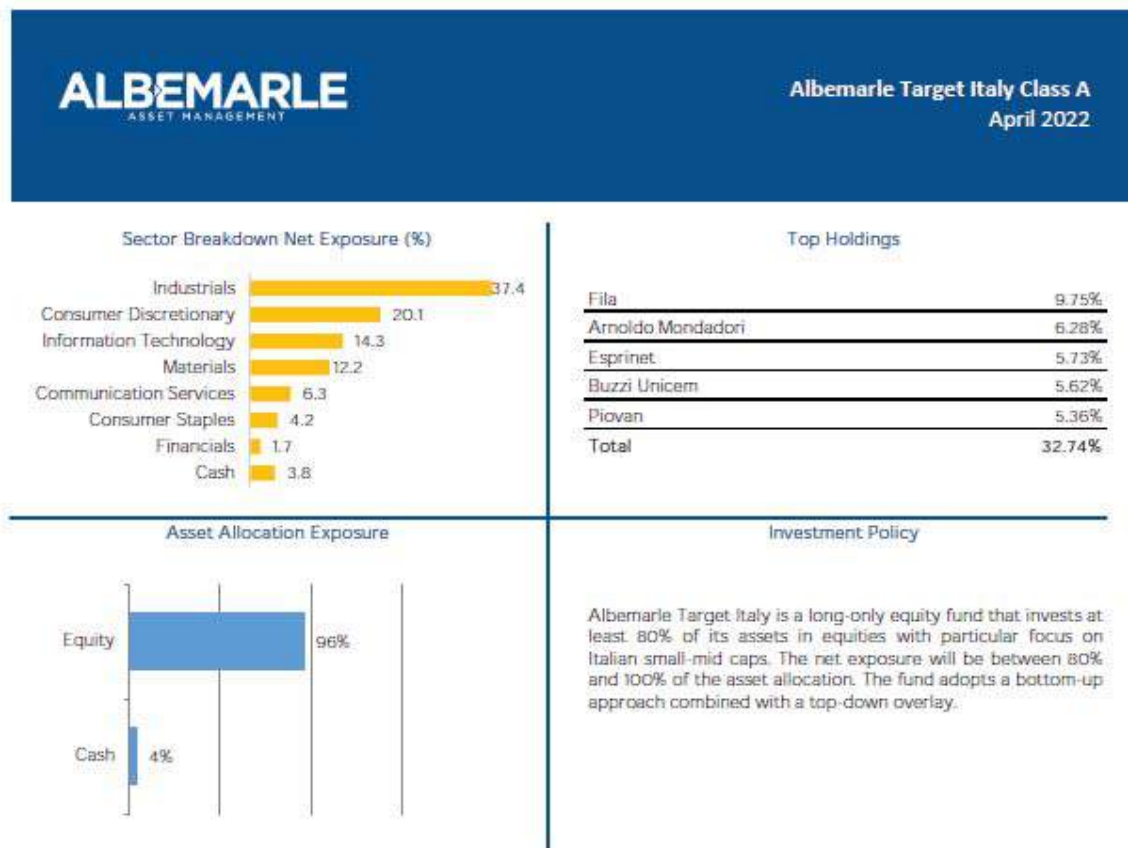 ALBEMARLE
ASSET MANAGEMENT
Albemarle Target Italy Class A
April 2022
Sector Breakdown Net Exposure (%)
Industrials 37.4
Consumer Discretionary 20.1
Information Technology 14.3
Materials 12.2
Communication Services 6.3
Consumer Staples 4.2
Financials 1.7
Cash 3.8
Top Holdings
Fila 9.75%
Arnoldo Mondadori 6.28%
Esprinet 5.73%
Buzzi Unicem 5.62%
Piovan 5.36%
Total 32.74%
Asset Allocation Exposure
Equity 96%
Cash 4%
Investment Policy
Albemarle Target Italy is a long-only equity fund that invests at
least 80% of its assets in equities with particular focus on
Italian small-mid caps. The net exposure will be between 80%
and 100% of the asset allocation. The fund adopts a bottom-up
approach combined with a top-down overlay.